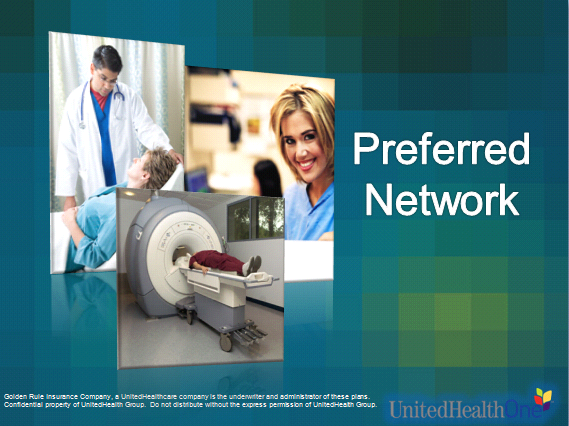 Preferred
Network
Golden Rule Insurance Company, a UnitedHealthcare company is the underwriter and administrator of these plans.
Confidential property of UnitedHealth Group.  Do not distribute without the express permission of UnitedHealth Group.
UnitedHealthOne